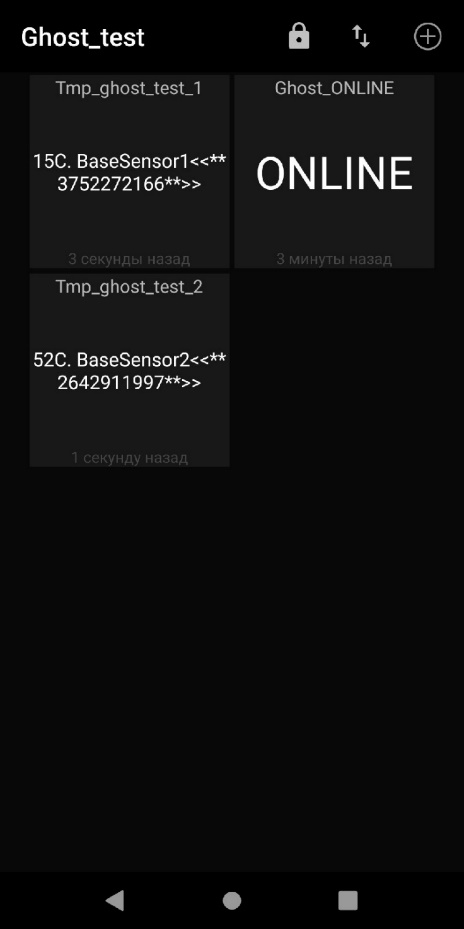 Ghost_test
Tmp_ghost_test_1
15C. BaseSensor1<<**
3752272166**>>
3 секунды назад
Ghost_ONLINE
ONLINE
3 минуты назад
Tmp_ghost_test_2
52C. BaseSensor2<<**
2642911997**>>
1 секунду назад